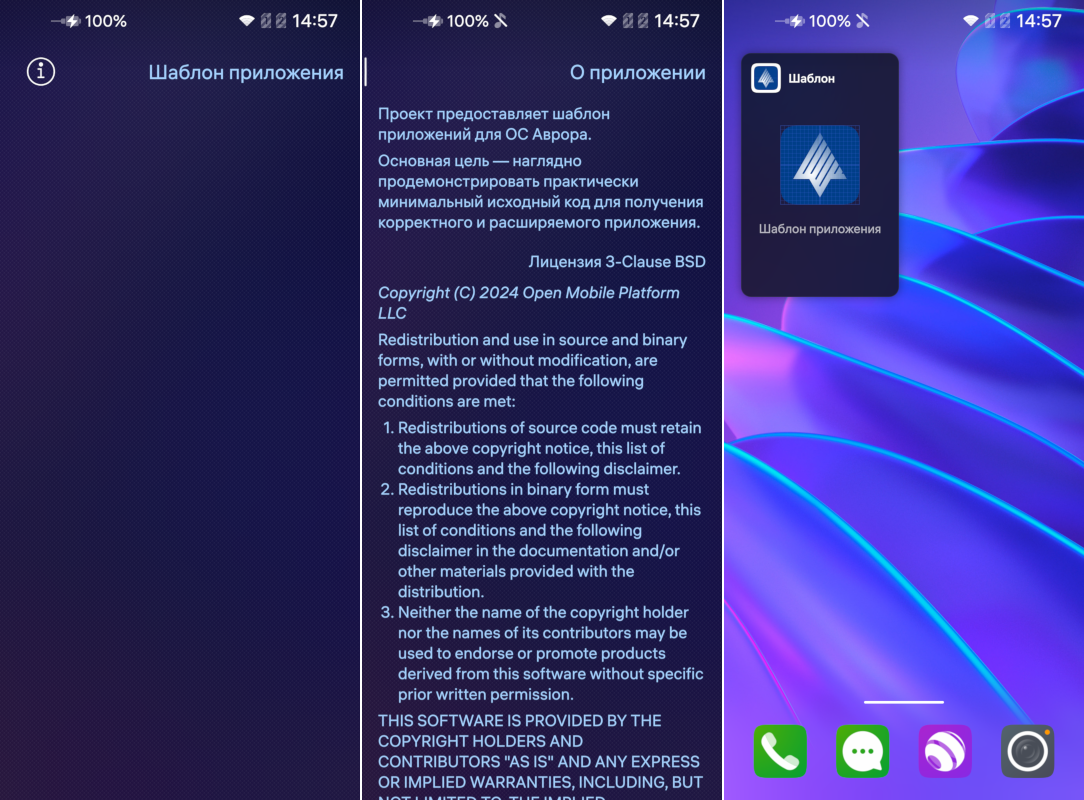 100% 14:57
Шаблон приложения
100% 14:57
О приложении
Проект предоставляет шаблон
приложений для ОС Аврора.
Основная цель — наглядно
продемонстрировать практически
минимальный исходный код для получения
корректного и расширяемого приложения.
Лицензия 3-Clause BSD
Copyright (C) 2024 Open Mobile Platform
LLC
Redistribution and use in source and binary
forms, with or without modification, are
permitted provided that the following
conditions are met:
1. Redistributions of source code must retain
the above copyright notice, this list of
conditions and the following disclaimer.
2. Redistributions in binary form must
reproduce the above copyright notice, this
list of conditions and the following
disclaimer in the documentation and/or
other materials provided with the
distribution.
3. Neither the name of the copyright holder
nor the names of its contributors may be
used to endorse or promote products
derived from this software without specific
prior written permission.
THIS SOFTWARE IS PROVIDED BY THE
COPYRIGHT HOLDERS AND
CONTRIBUTORS "AS IS" AND ANY EXPRESS
OR IMPLIED WARRANTIES, INCLUDING, BUT
NOT LIMITED TO, THE IMPLIED
100% 14:57
Шаблон
Шаблон приложения